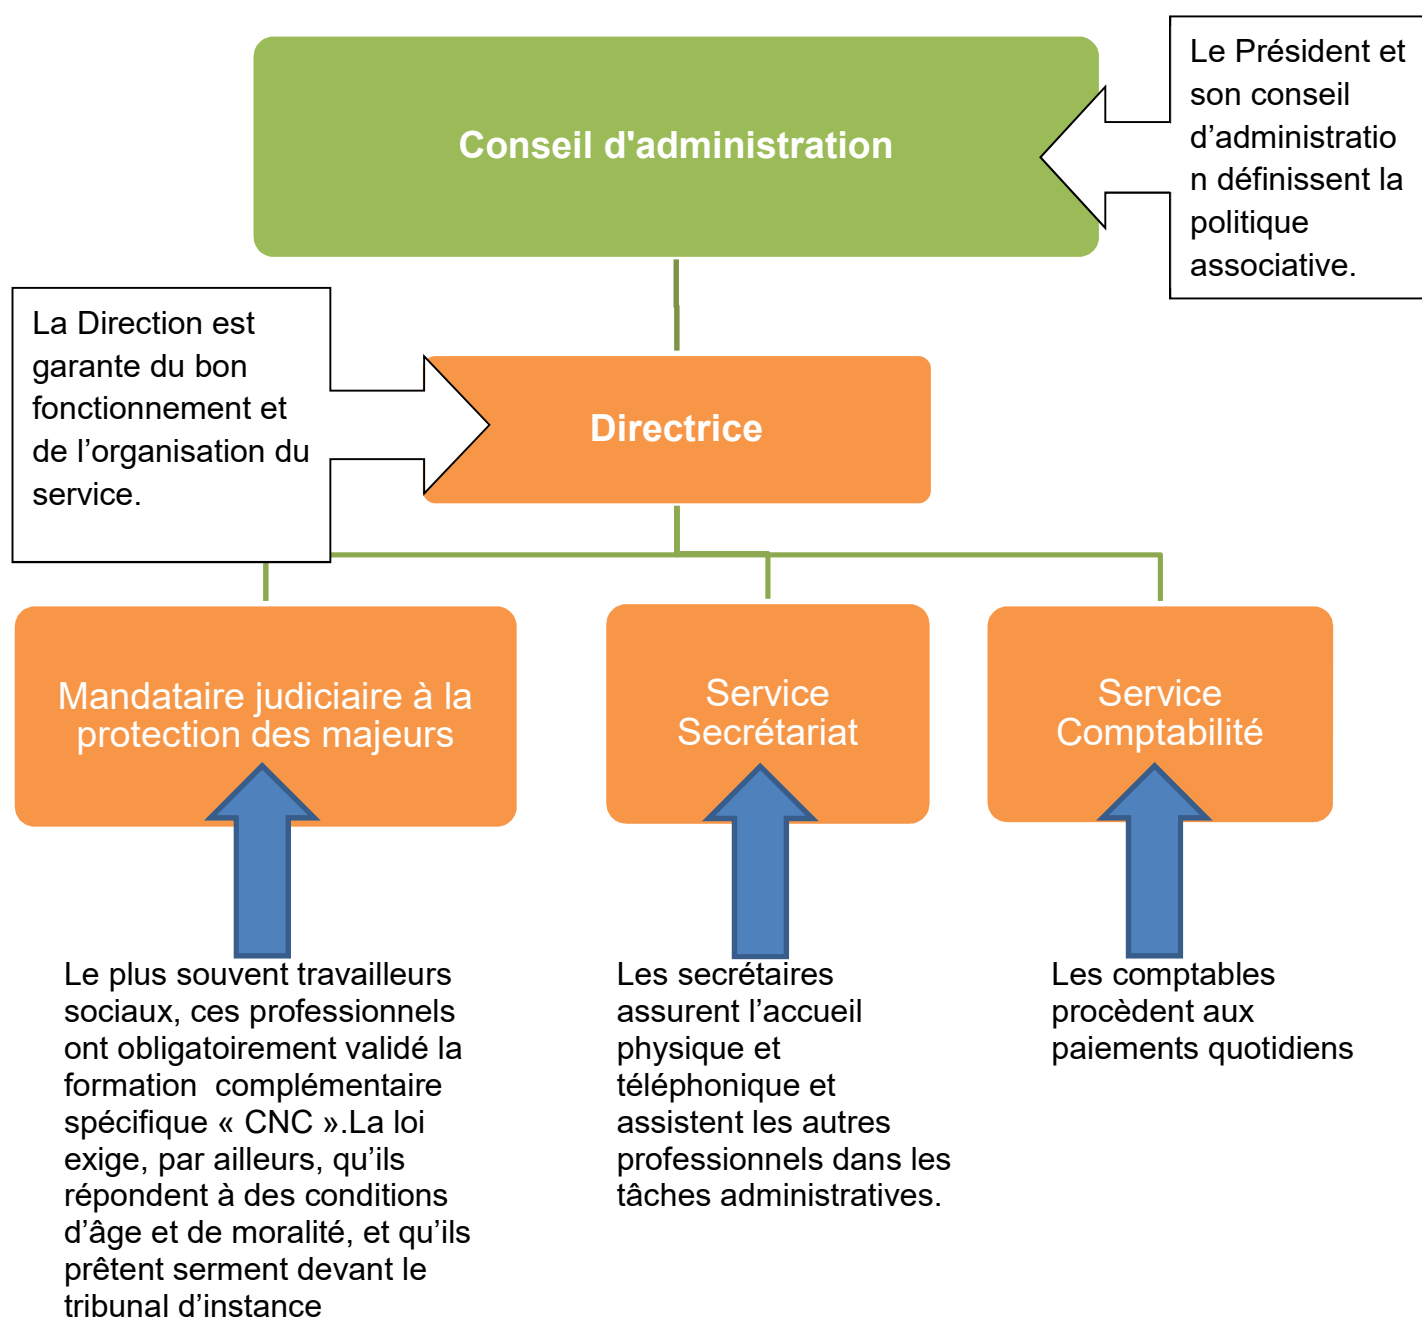 Conseil d'administration
Le Président et
son conseil
d’administratio
n définissent la
politique
associative.
La Direction est
garante du bon
fonctionnement et
de l’organisation du
service.
Directrice
Mandataire judiciaire à la
protection des majeurs
Service
Secrétariat
Service
Comptabilité
Le plus souvent travailleurs
sociaux, ces professionnels
ont obligatoirement validé la
formation  complémentaire
spécifique « CNC ».La loi
exige, par ailleurs, qu’ils
répondent à des conditions
d’âge et de moralité, et qu’ils
prêtent serment devant le
tribunal d’instance
Les secrétaires
assurent l’accueil
physique et
téléphonique et
assistent les autres
professionnels dans les
tâches administratives.
Les comptables
procèdent aux
paiements quotidiens